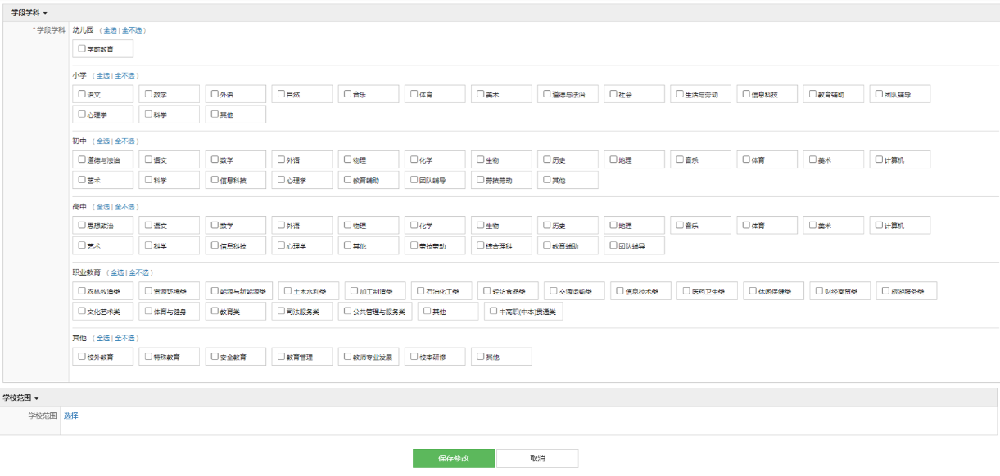 学段学科
* 学段学科 幼儿园 （ 全选 | 全不选 ）
学前教育
小学 （ 全选 | 全不选 ）
语文 数学 外语 自然 音乐 体育 美术 道德与法治 社会 生活与劳动 信息科技 教育辅助 团队辅导
心理学 科学 其他
初中 （ 全选 | 全不选 ）
道德与法治 语文 数学 外语 物理 化学 生物 历史 地理 音乐 体育 美术 计算机
艺术 科学 信息科技 心理学 教育辅助 团队辅导 劳技劳动 其他
高中 （ 全选 | 全不选 ）
思想政治 语文 数学 外语 物理 化学 生物 历史 地理 音乐 体育 美术 计算机
艺术 科学 信息科技 心理学 其他 劳技劳动 综合理科 教育辅助 团队辅导
职业教育 （ 全选 | 全不选 ）
农林牧渔类 资源环境类 能源与新能源类 土木水利类 加工制造类 石油化工类 轻纺食品类 交通运输类 信息技术类 医药卫生类 休闲保健类 财经商贸类 旅游服务类
文化艺术类 体育与健身 教育类 司法服务类 公共管理与服务类 其他 中高职(中本)贯通类
其他 （ 全选 | 全不选 ）
校外教育 特殊教育 安全教育 教育管理 教师专业发展 校本研修 其他
学校范围
学校范围 选择
保存修改 取消